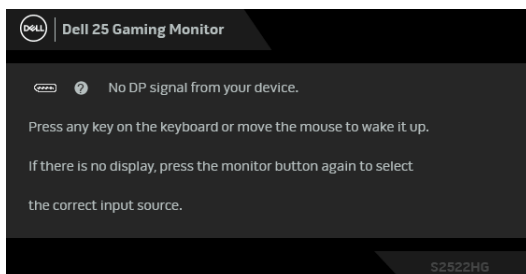 DELL
Dell 25 Gaming Monitor
No DP signal from your device.
Press any key on the keyboard or move the mouse to wake it up.
If there is no display, press the monitor button again to select
the correct input source.
S2522HG